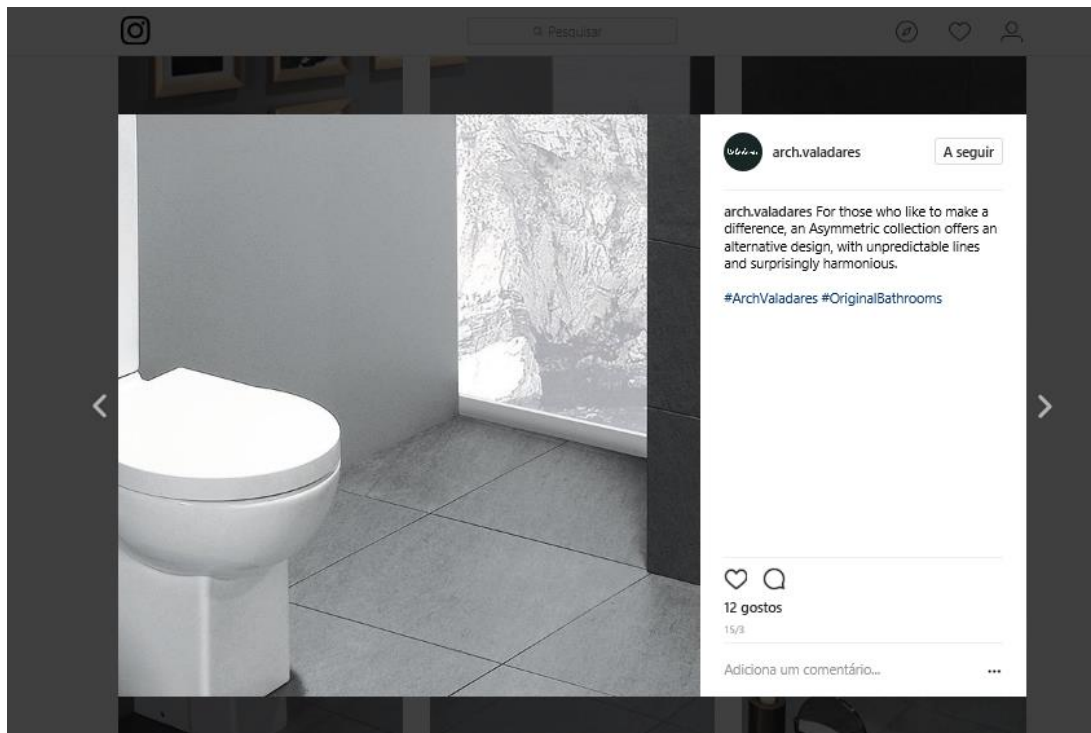 Pesquisar
Valadares
arch.valadares
A seguir
arch.valadares For those who like to make a
difference, an Asymmetric collection offers an
alternative design, with unpredictable lines
and surprisingly harmonious.
#ArchValadares #OriginalBathrooms
12 gostos
15/3
Adiciona um comentário...